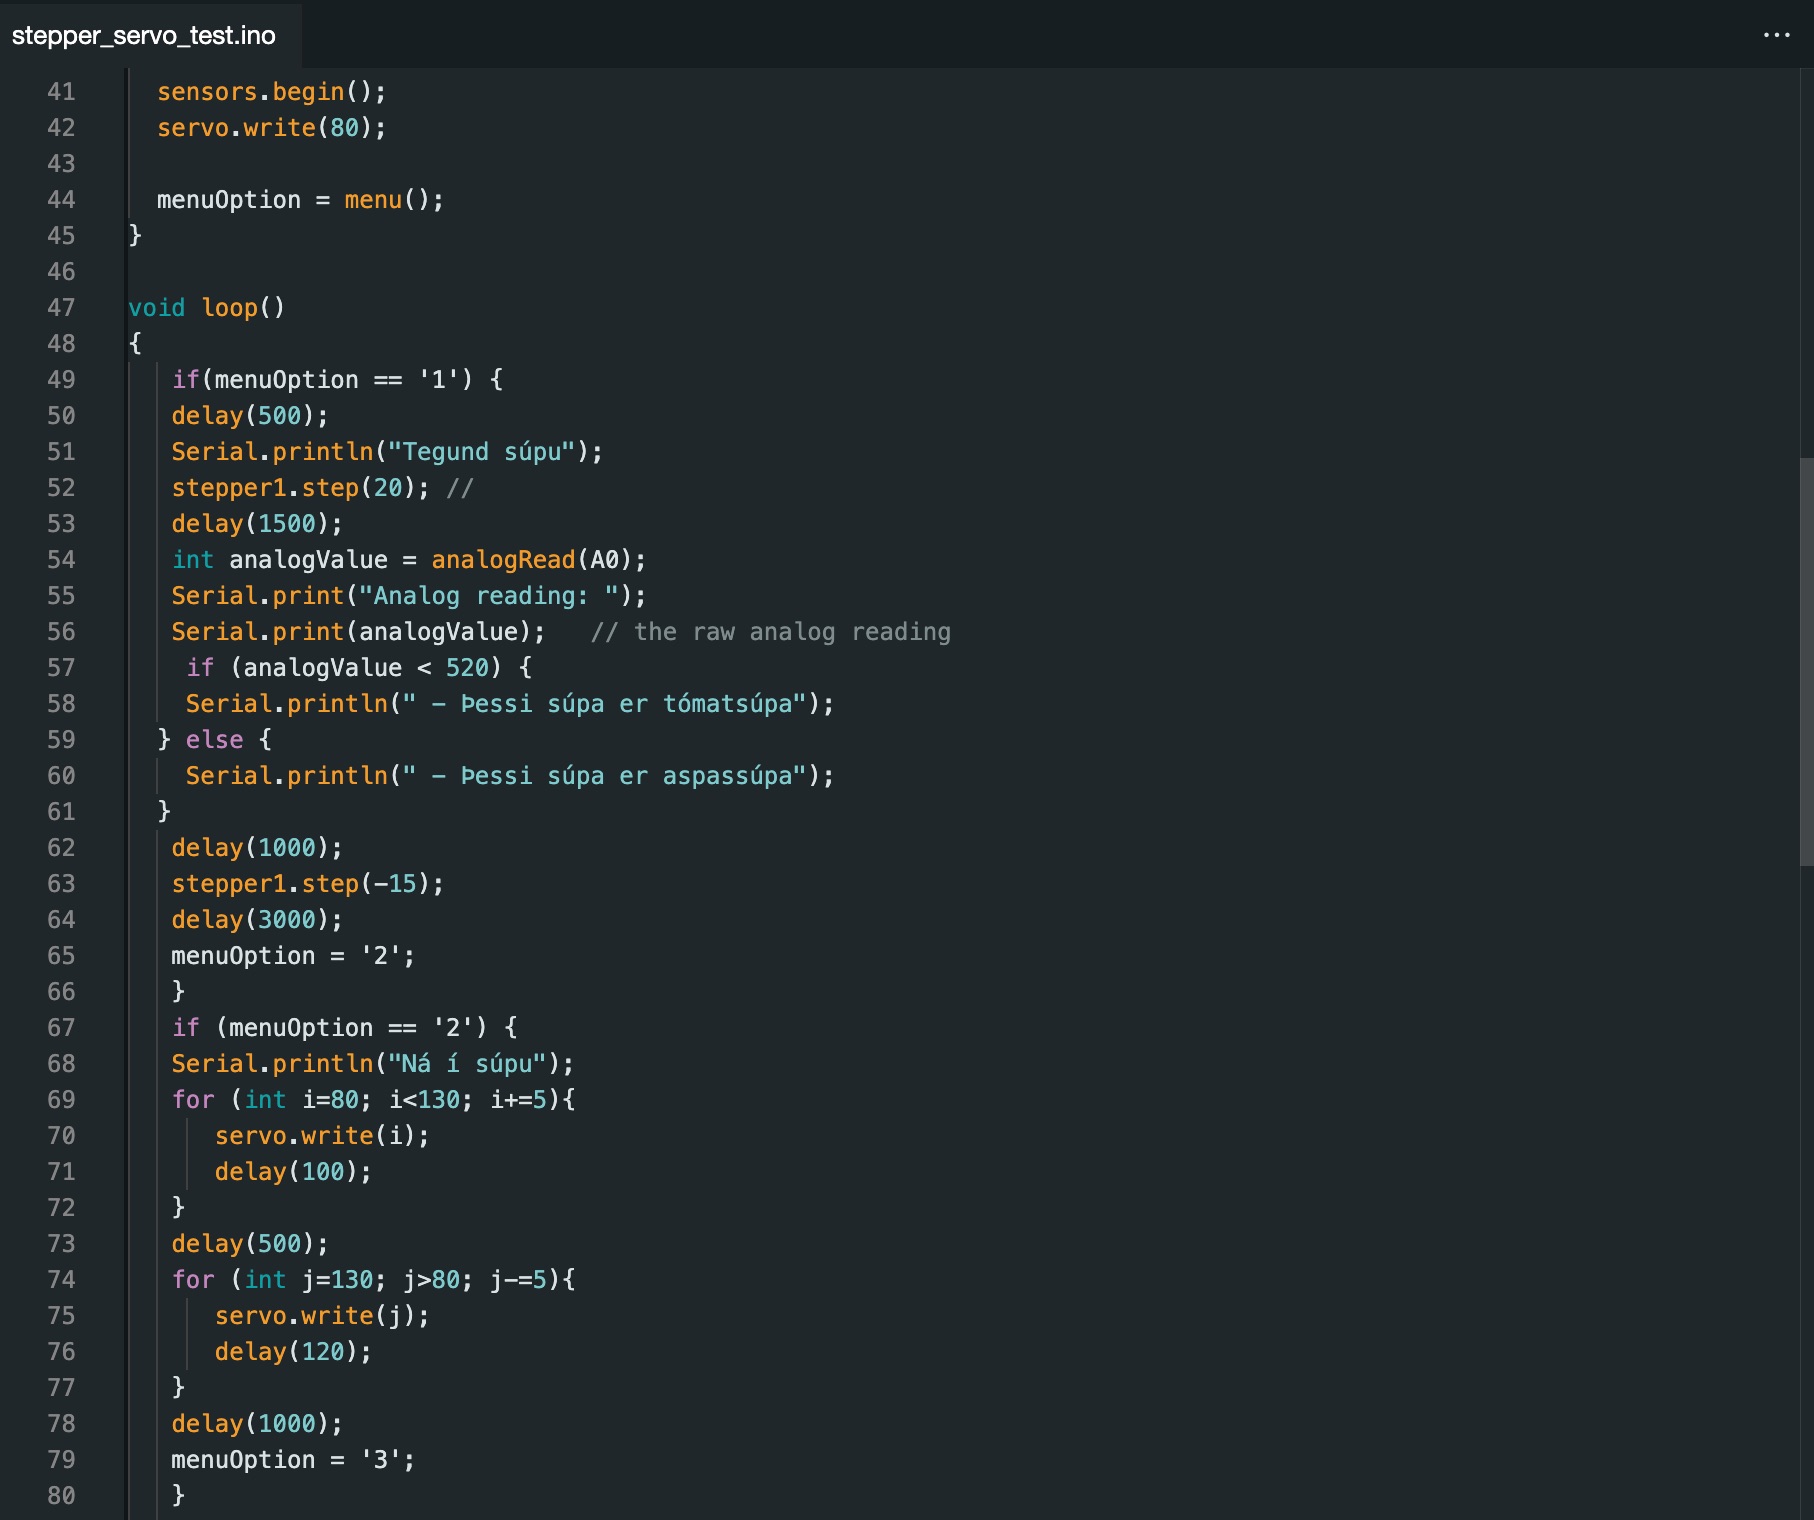 stepper_servo_test.ino
...
41 sensors.begin();
42 servo.write(80);
43
44 menuOption = menu();
45 }
46
47 void loop()
48 {
49 if(menuOption == '1') {
50 delay(500);
51 Serial.println("Tegund súpu");
52 stepper1.step(20); //
53 delay(1500);
54 int analogValue = analogRead(A0);
55 Serial.print("Analog reading: ");
56 Serial.print(analogValue);   // the raw analog reading
57 if (analogValue < 520) {
58 Serial.println(" - Þessi súpa er tómatsúpa");
59 } else {
60 Serial.println(" - Þessi súpa er aspassúpa");
61 }
62 delay(1000);
63 stepper1.step(-15);
64 delay(3000);
65 menuOption = '2';
66 }
67 if (menuOption == '2') {
68 Serial.println("Ná í súpu");
69 for (int i=80; i<130; i+=5){
70 servo.write(i);
71 delay(100);
72 }
73 delay(500);
74 for (int j=130; j>80; j-=5){
75 servo.write(j);
76 delay(120);
77 }
78 delay(1000);
79 menuOption = '3';
80 }